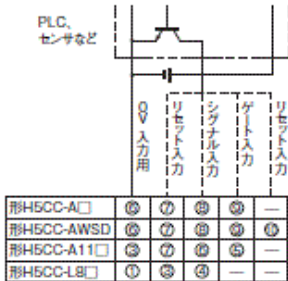 PLC、
センサなど
0V 入力用
リセット入力
シグナル入力
ゲート入力
リセット入力
形H5CC-A□ ⑥ ⑦ ⑧ ⑨ —
形H5CC-AWSD ⑥ ⑦ ⑧ ⑨ ⑩
形H5CC-A11□ ③ ⑦ ⑥ ⑤ —
形H5CC-L8□ ① ③ ④ — —